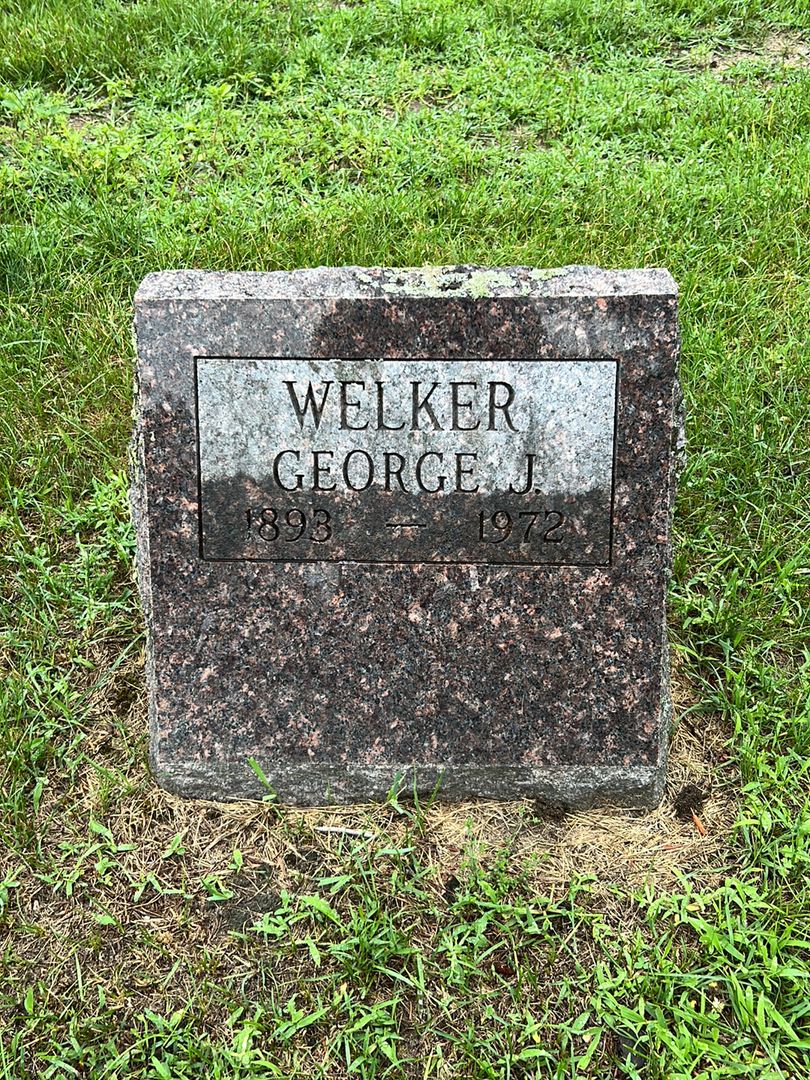 WELKER
GEORGE J.
1893 — 1972